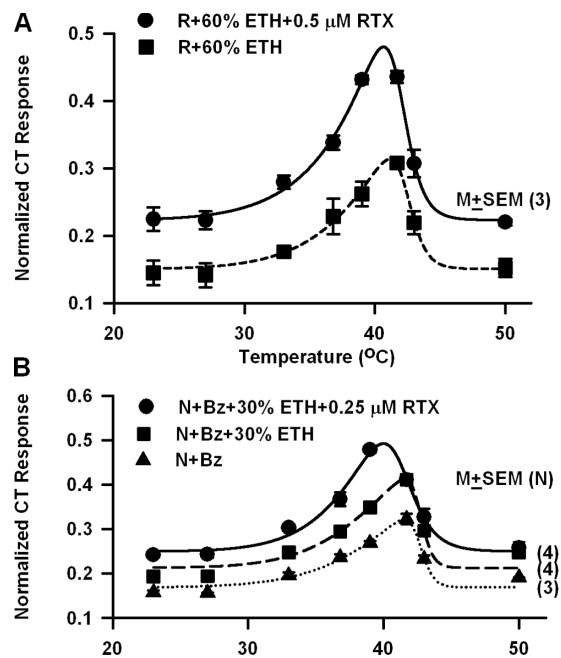 A
R+60% ETH+0.5 µM RTX
R+60% ETH
Normalized CT Response
0.5
0.4
0.3
0.2
0.1
M±SEM (3)
20
30
40
50
Temperature (ºC)
B
N+Bz+30% ETH+0.25 µM RTX
N+Bz+30% ETH
N+Bz
Normalized CT Response
0.6
0.5
0.4
0.3
0.2
0.1
M±SEM (N)
(4)
(4)
(3)
20
30
40
50